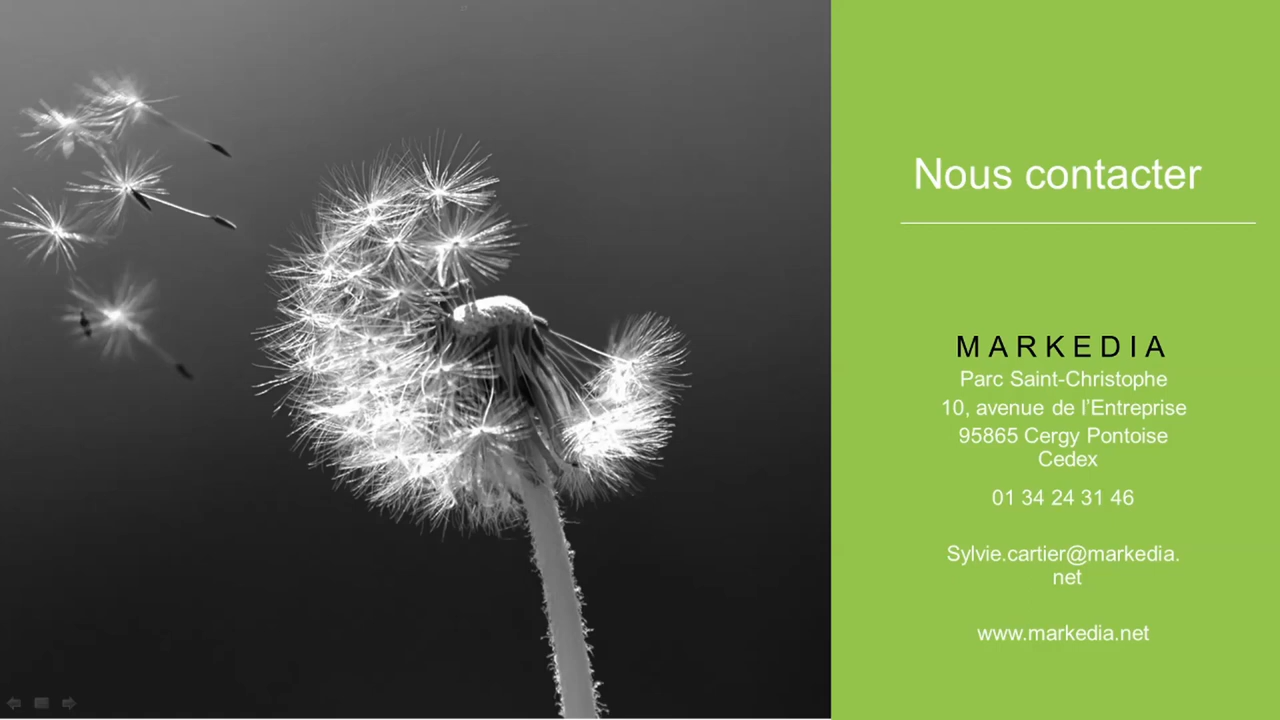 Nous contacter
MARKEDIA
Parc Saint-Christophe
10, avenue de l’Entreprise
95865 Cergy Pontoise
Cedex
01 34 24 31 46
Sylvie.cartier@markedia.
net
www.markedia.net